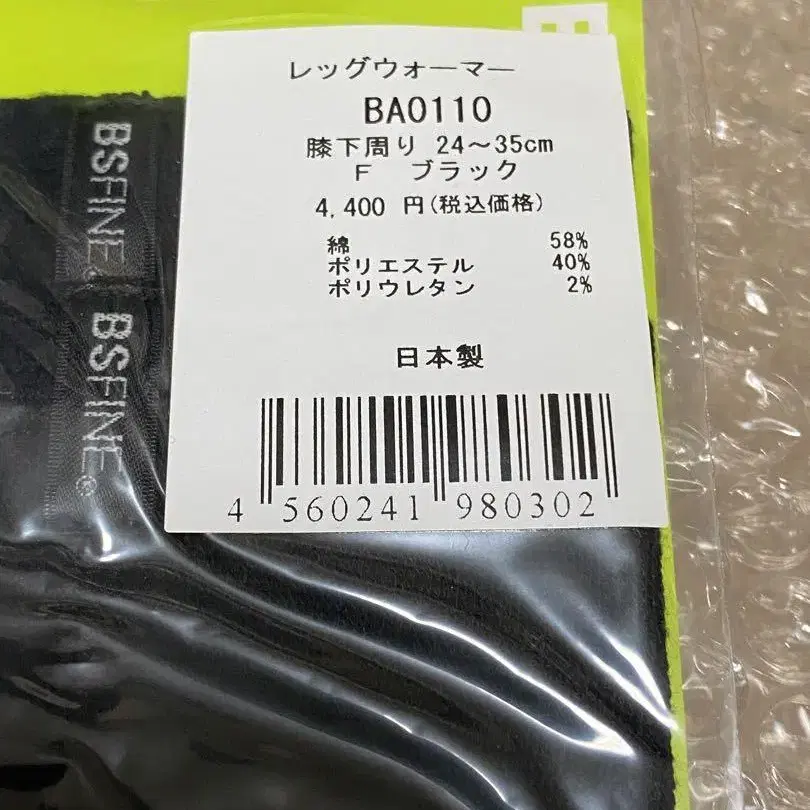 レッグウォーマー
BA0110
膝下周り 24～35cm
F ブラック
4,400 円(税込価格)
綿 58%
ポリエステル 40%
ポリウレタン 2%
日本製
4 560241 980302
BSFINE®
BSFINE®